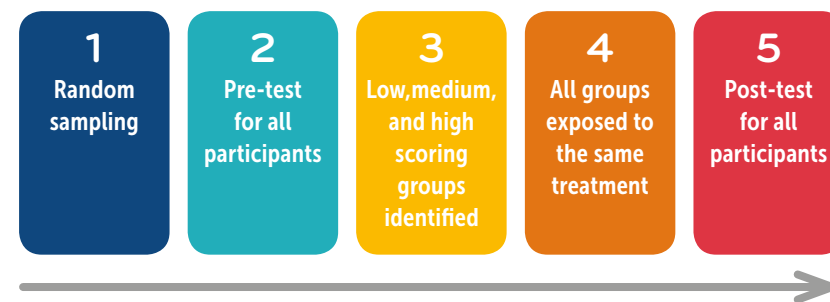 1
Random
sampling
2
Pre-test
for all
participants
3
Low,medium,
and high
scoring
groups
identified
4
All groups
exposed to
the same
treatment
5
Post-test
for all
participants